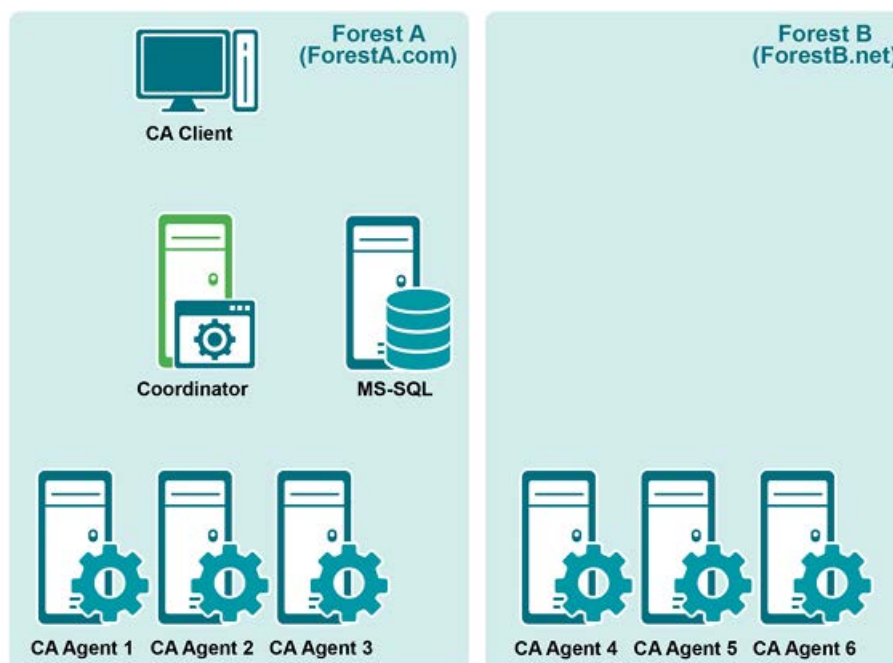 Forest A
(ForestA.com)
Forest B
(ForestB.net)
CA Client
Coordinator
MS-SQL
CA Agent 1
CA Agent 2
CA Agent 3
CA Agent 4
CA Agent 5
CA Agent 6